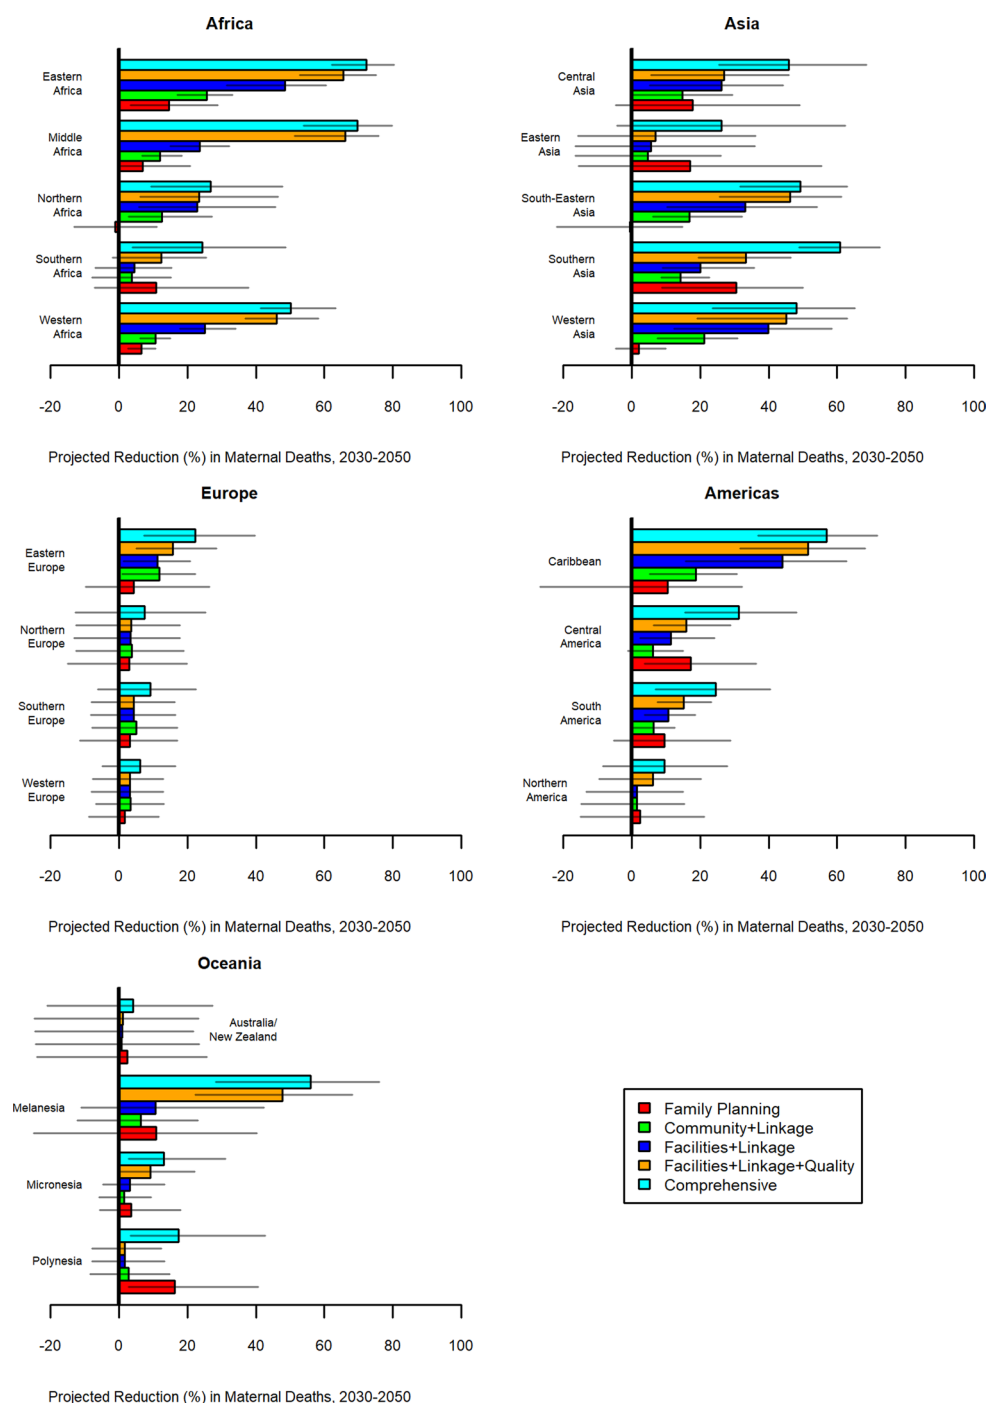 Africa
Eastern
Africa
Middle
Africa
Northern
Africa
Southern
Africa
Western
Africa
-20 0 20 40 60 80 100
Projected Reduction (%) in Maternal Deaths, 2030-2050
Asia
Central
Asia
Eastern
Asia
South-Eastern
Asia
Southern
Asia
Western
Asia
-20 0 20 40 60 80 100
Projected Reduction (%) in Maternal Deaths, 2030-2050
Europe
Eastern
Europe
Northern
Europe
Southern
Europe
Western
Europe
-20 0 20 40 60 80 100
Projected Reduction (%) in Maternal Deaths, 2030-2050
Americas
Caribbean
Central
America
South
America
Northern
America
-20 0 20 40 60 80 100
Projected Reduction (%) in Maternal Deaths, 2030-2050
Oceania
Australia/
New Zealand
Melanesia
Micronesia
Polynesia
-20 0 20 40 60 80 100
Projected Reduction (%) in Maternal Deaths, 2030-2050
Family Planning
Community+Linkage
Facilities+Linkage
Facilities+Linkage+Quality
Comprehensive